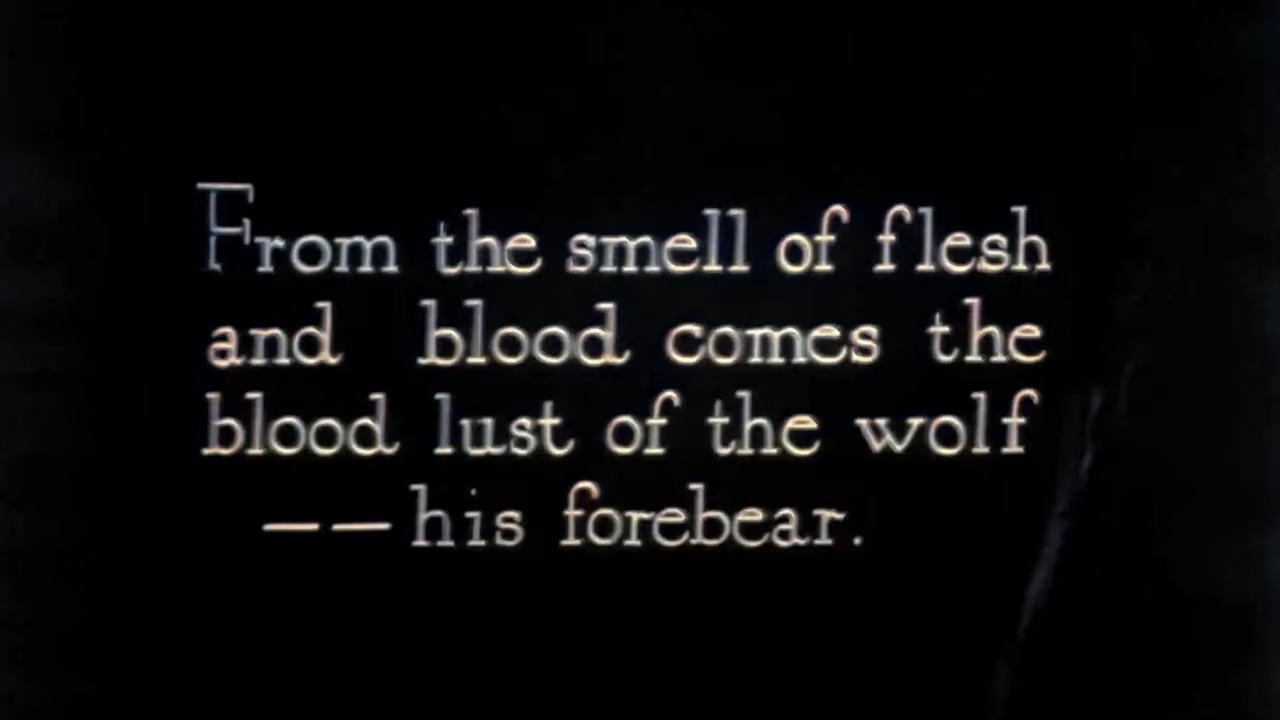 From the smell of flesh
and blood comes the
blood lust of the wolf
——his forebear.